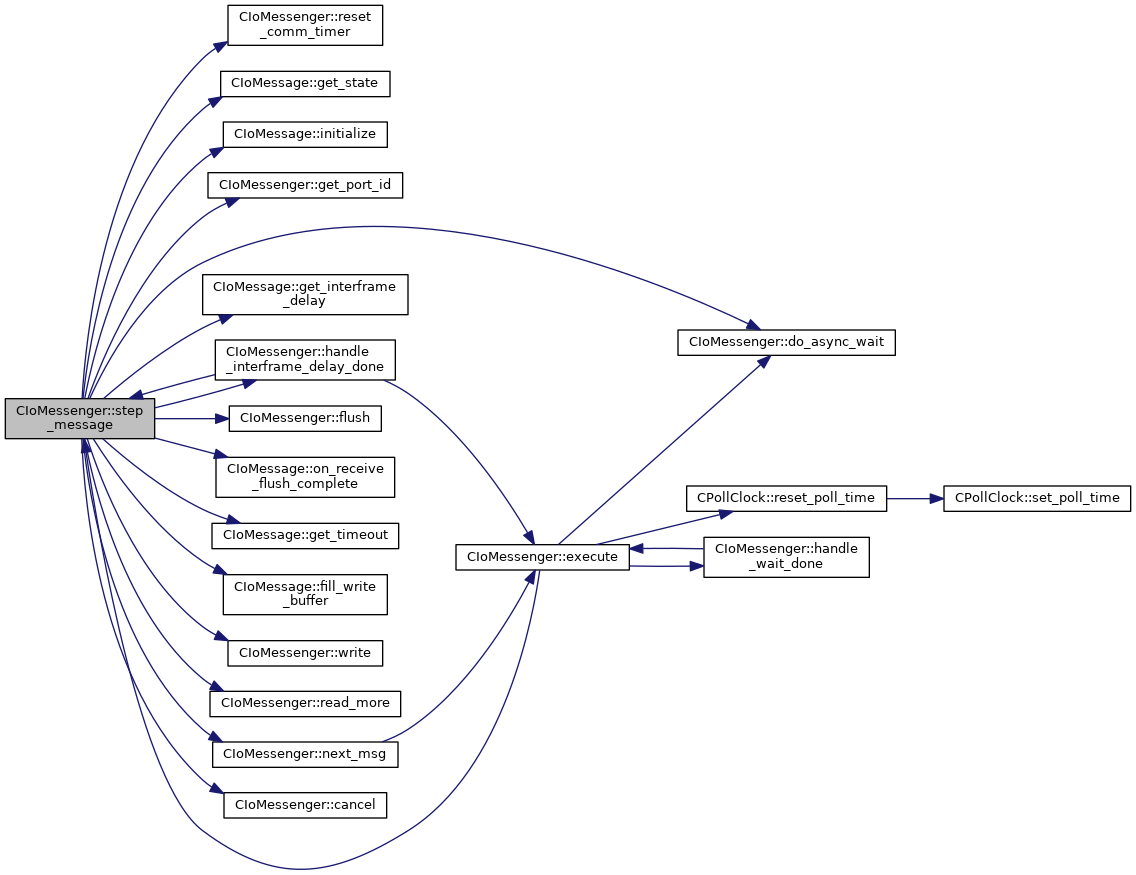 CIoMessenger::reset
_comm_timer
CIoMessage::get_state
CIoMessage::initialize
CIoMessenger::get_port_id
CIoMessage::get_interframe
_delay
CIoMessenger::handle
_interframe_delay_done
CIoMessenger::step
_message
CIoMessenger::flush
CIoMessage::on_receive
_flush_complete
CIoMessage::get_timeout
CIoMessage::fill_write
_buffer
CIoMessenger::write
CIoMessenger::read_more
CIoMessenger::next_msg
CIoMessenger::cancel
CIoMessenger::do_async_wait
CIoMessenger::execute
CPollClock::reset_poll_time
CIoMessenger::handle
_wait_done
CPollClock::set_poll_time